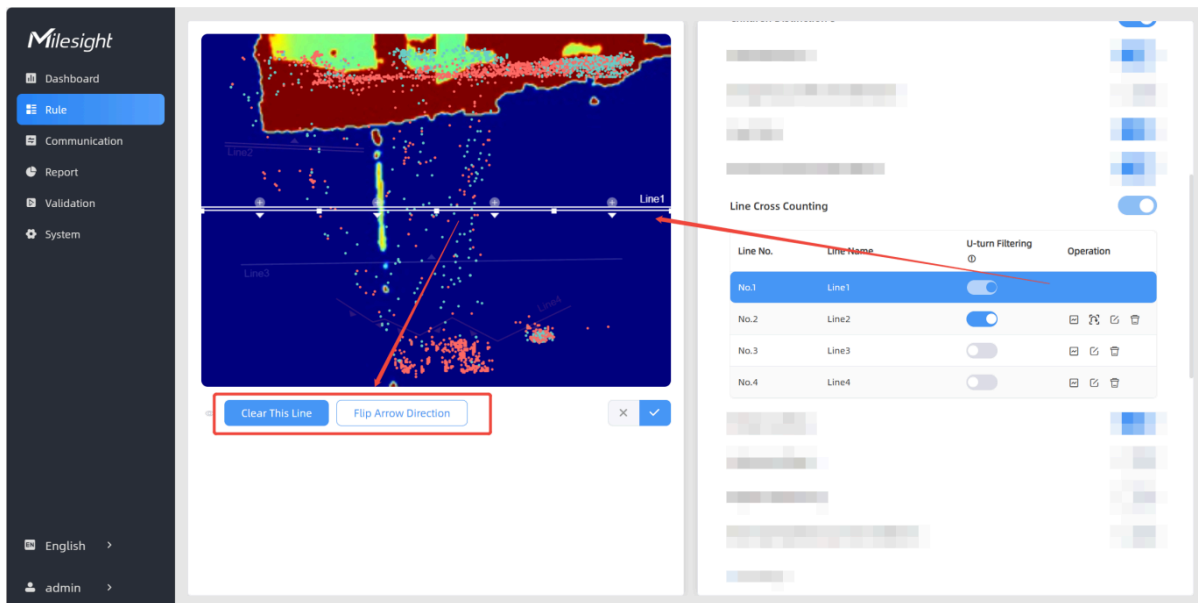 Milesight
Dashboard
Rule
Communication
Report
Validation
System
EN English
admin
Line2
Line1
Line3
Line4
Clear This Line
Flip Arrow Direction
Line Cross Counting
Line No. Line Name U-turn Filtering Operation
No.1 Line1
No.2 Line2
No.3 Line3
No.4 Line4